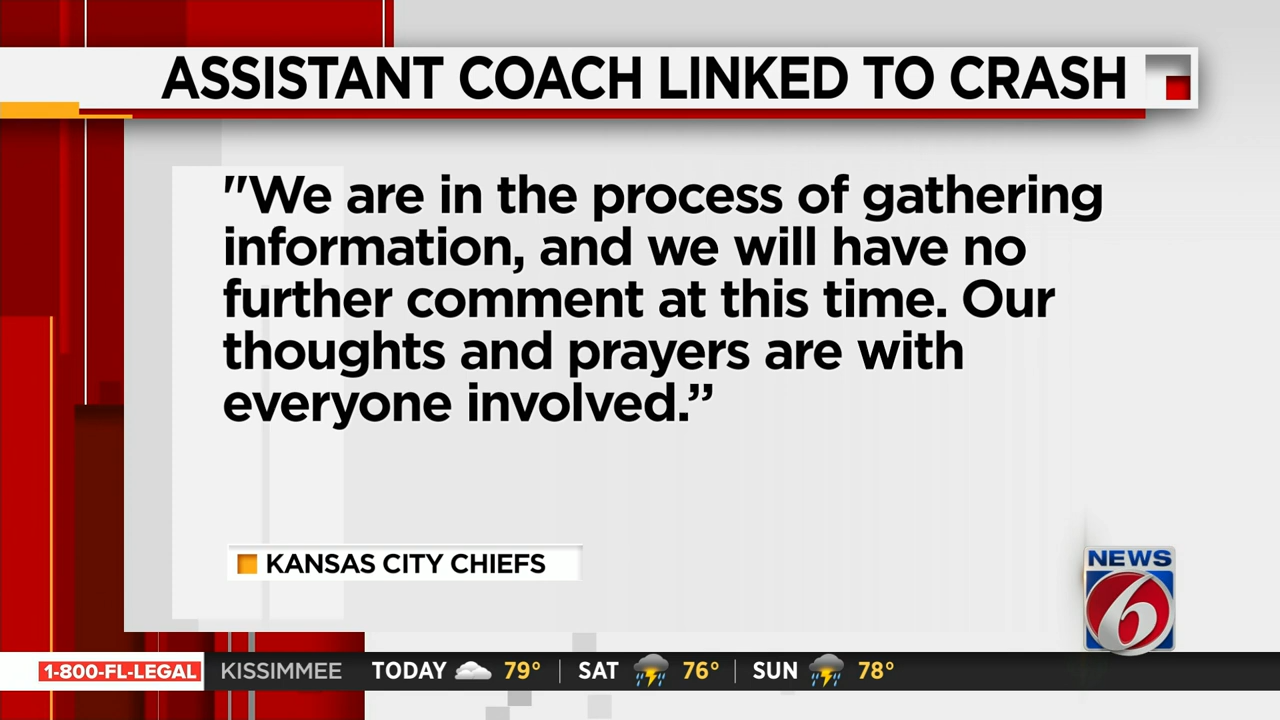 ASSISTANT COACH LINKED TO CRASH
"We are in the process of gathering
information, and we will have no
further comment at this time. Our
thoughts and prayers are with
everyone involved.”
KANSAS CITY CHIEFS
NEWS
6
1-800-FL-LEGAL KISSIMMEE TODAY 79° SAT 76° SUN 78°